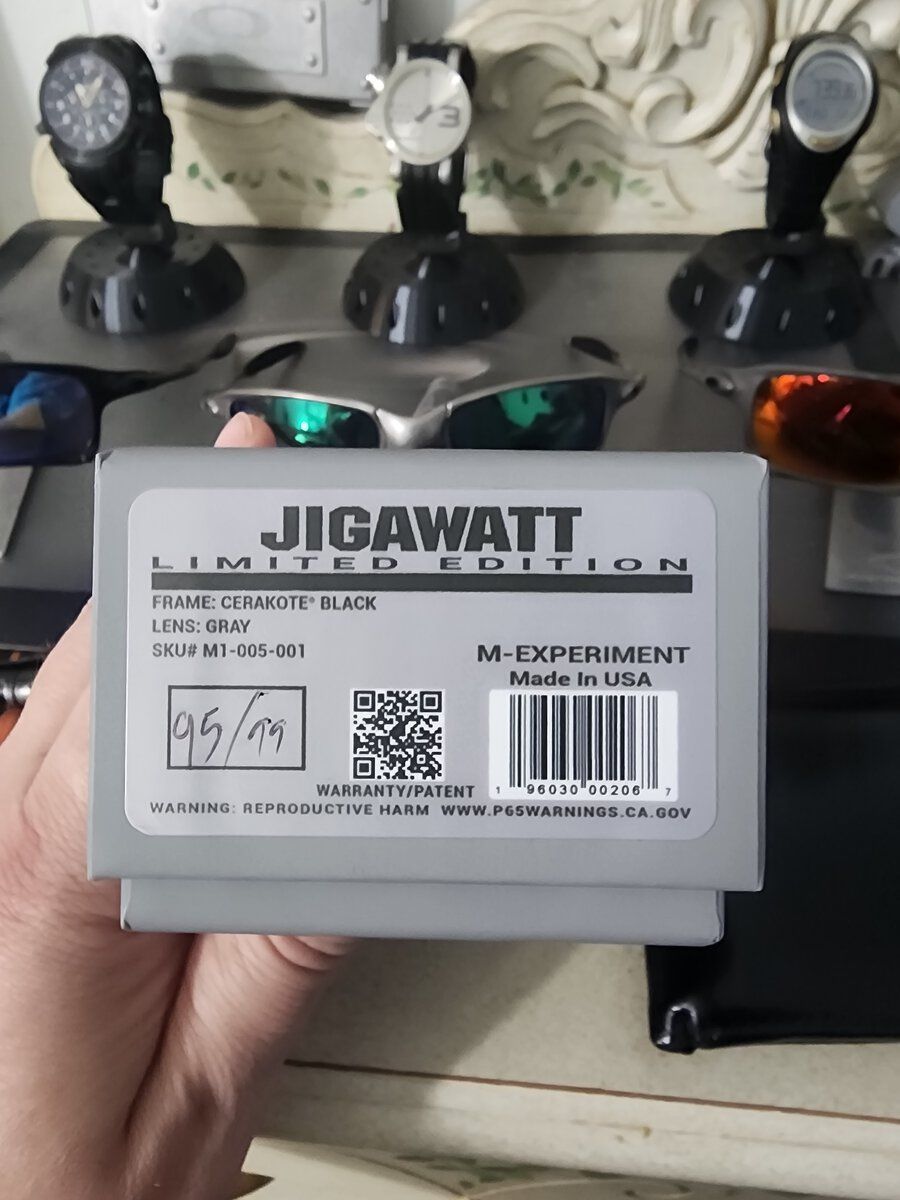 3
JIGAWATT
LIMITED EDITION
FRAME: CERAKOTE® BLACK
LENS: GRAY
SKU# M1-005-001
M-EXPERIMENT
Made In USA
95/99
1 96030 00206 7
WARRANTY/PATENT
WARNING: REPRODUCTIVE HARM WWW.P65WARNINGS.CA.GOV